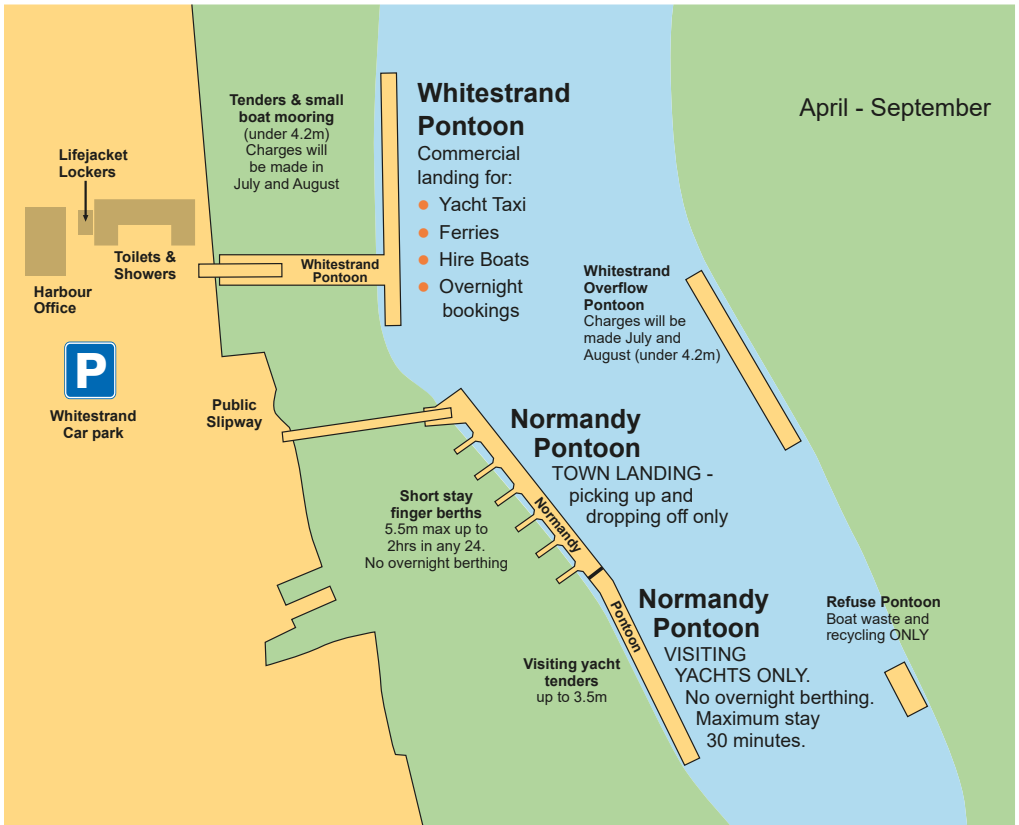 April - September
Tenders & small
boat mooring
(under 4.2m)
Charges will
be made in
July and August
Whitestrand
Pontoon
Commercial
landing for:
Yacht Taxi
Ferries
Hire Boats
Overnight
bookings
Lifejacket
Lockers
Toilets &
Showers
Harbour
Office
Whitestrand
Pontoon
Whitestrand
Overflow
Pontoon
Charges will be
made July and
August (under 4.2m)
P
Whitestrand
Car park
Public
Slipway
Normandy
Pontoon
TOWN LANDING -
picking up and
dropping off only
Short stay
finger berths
5.5m max up to
2hrs in any 24.
No overnight berthing
Normandy
Pontoon
Normandy
Pontoon
VISITING
YACHTS ONLY.
No overnight berthing.
Maximum stay
30 minutes.
Visiting yacht
tenders
up to 3.5m
Refuse Pontoon
Boat waste and
recycling ONLY